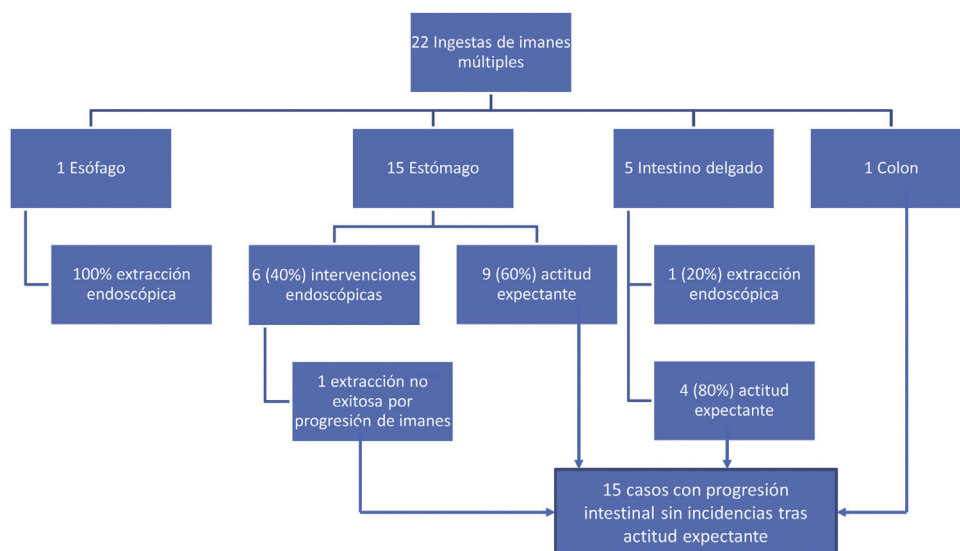 22 Ingestas de imanes
múltiples
1 Esófago
15 Estómago
5 Intestino delgado
1 Colon
100% extracción
endoscópica
6 (40%) intervenciones
endoscópicas
9 (60%) actitud
expectante
1 (20%) extracción
endoscópica
1 extracción no
exitosa por
progresión de imanes
4 (80%) actitud
expectante
15 casos con progresión
intestinal sin incidencias tras
actitud expectante